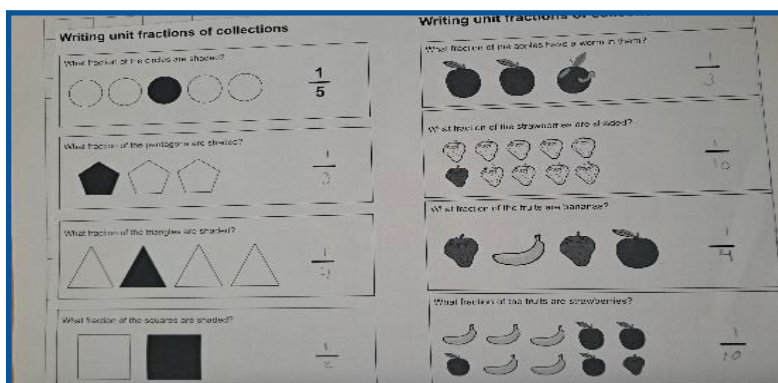 Writing unit fractions of collections
What fraction of the circles are shaded?
1
5
What fraction of the pentagons are shaded?
1
3
What fraction of the triangles are shaded?
1
4
What fraction of the squares are shaded?
1
2
Writing unit fractions of
What fraction of the apples have a worm in them?
1
3
What fraction of the strawberries are shaded?
1
10
What fraction of the fruits are bananas?
1
4
What fraction of the fruits are strawberries?
1
10